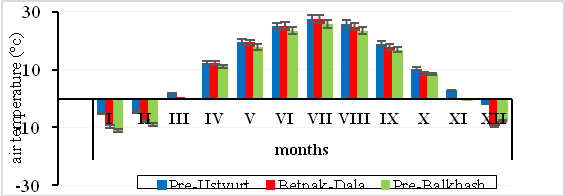 30
10
-10
-30
air temperature (°c)
I II III IV V VI VII VIII IX X XI XII
months
Pre-Ustyurt Betpak-Dala Pre-Balkhash